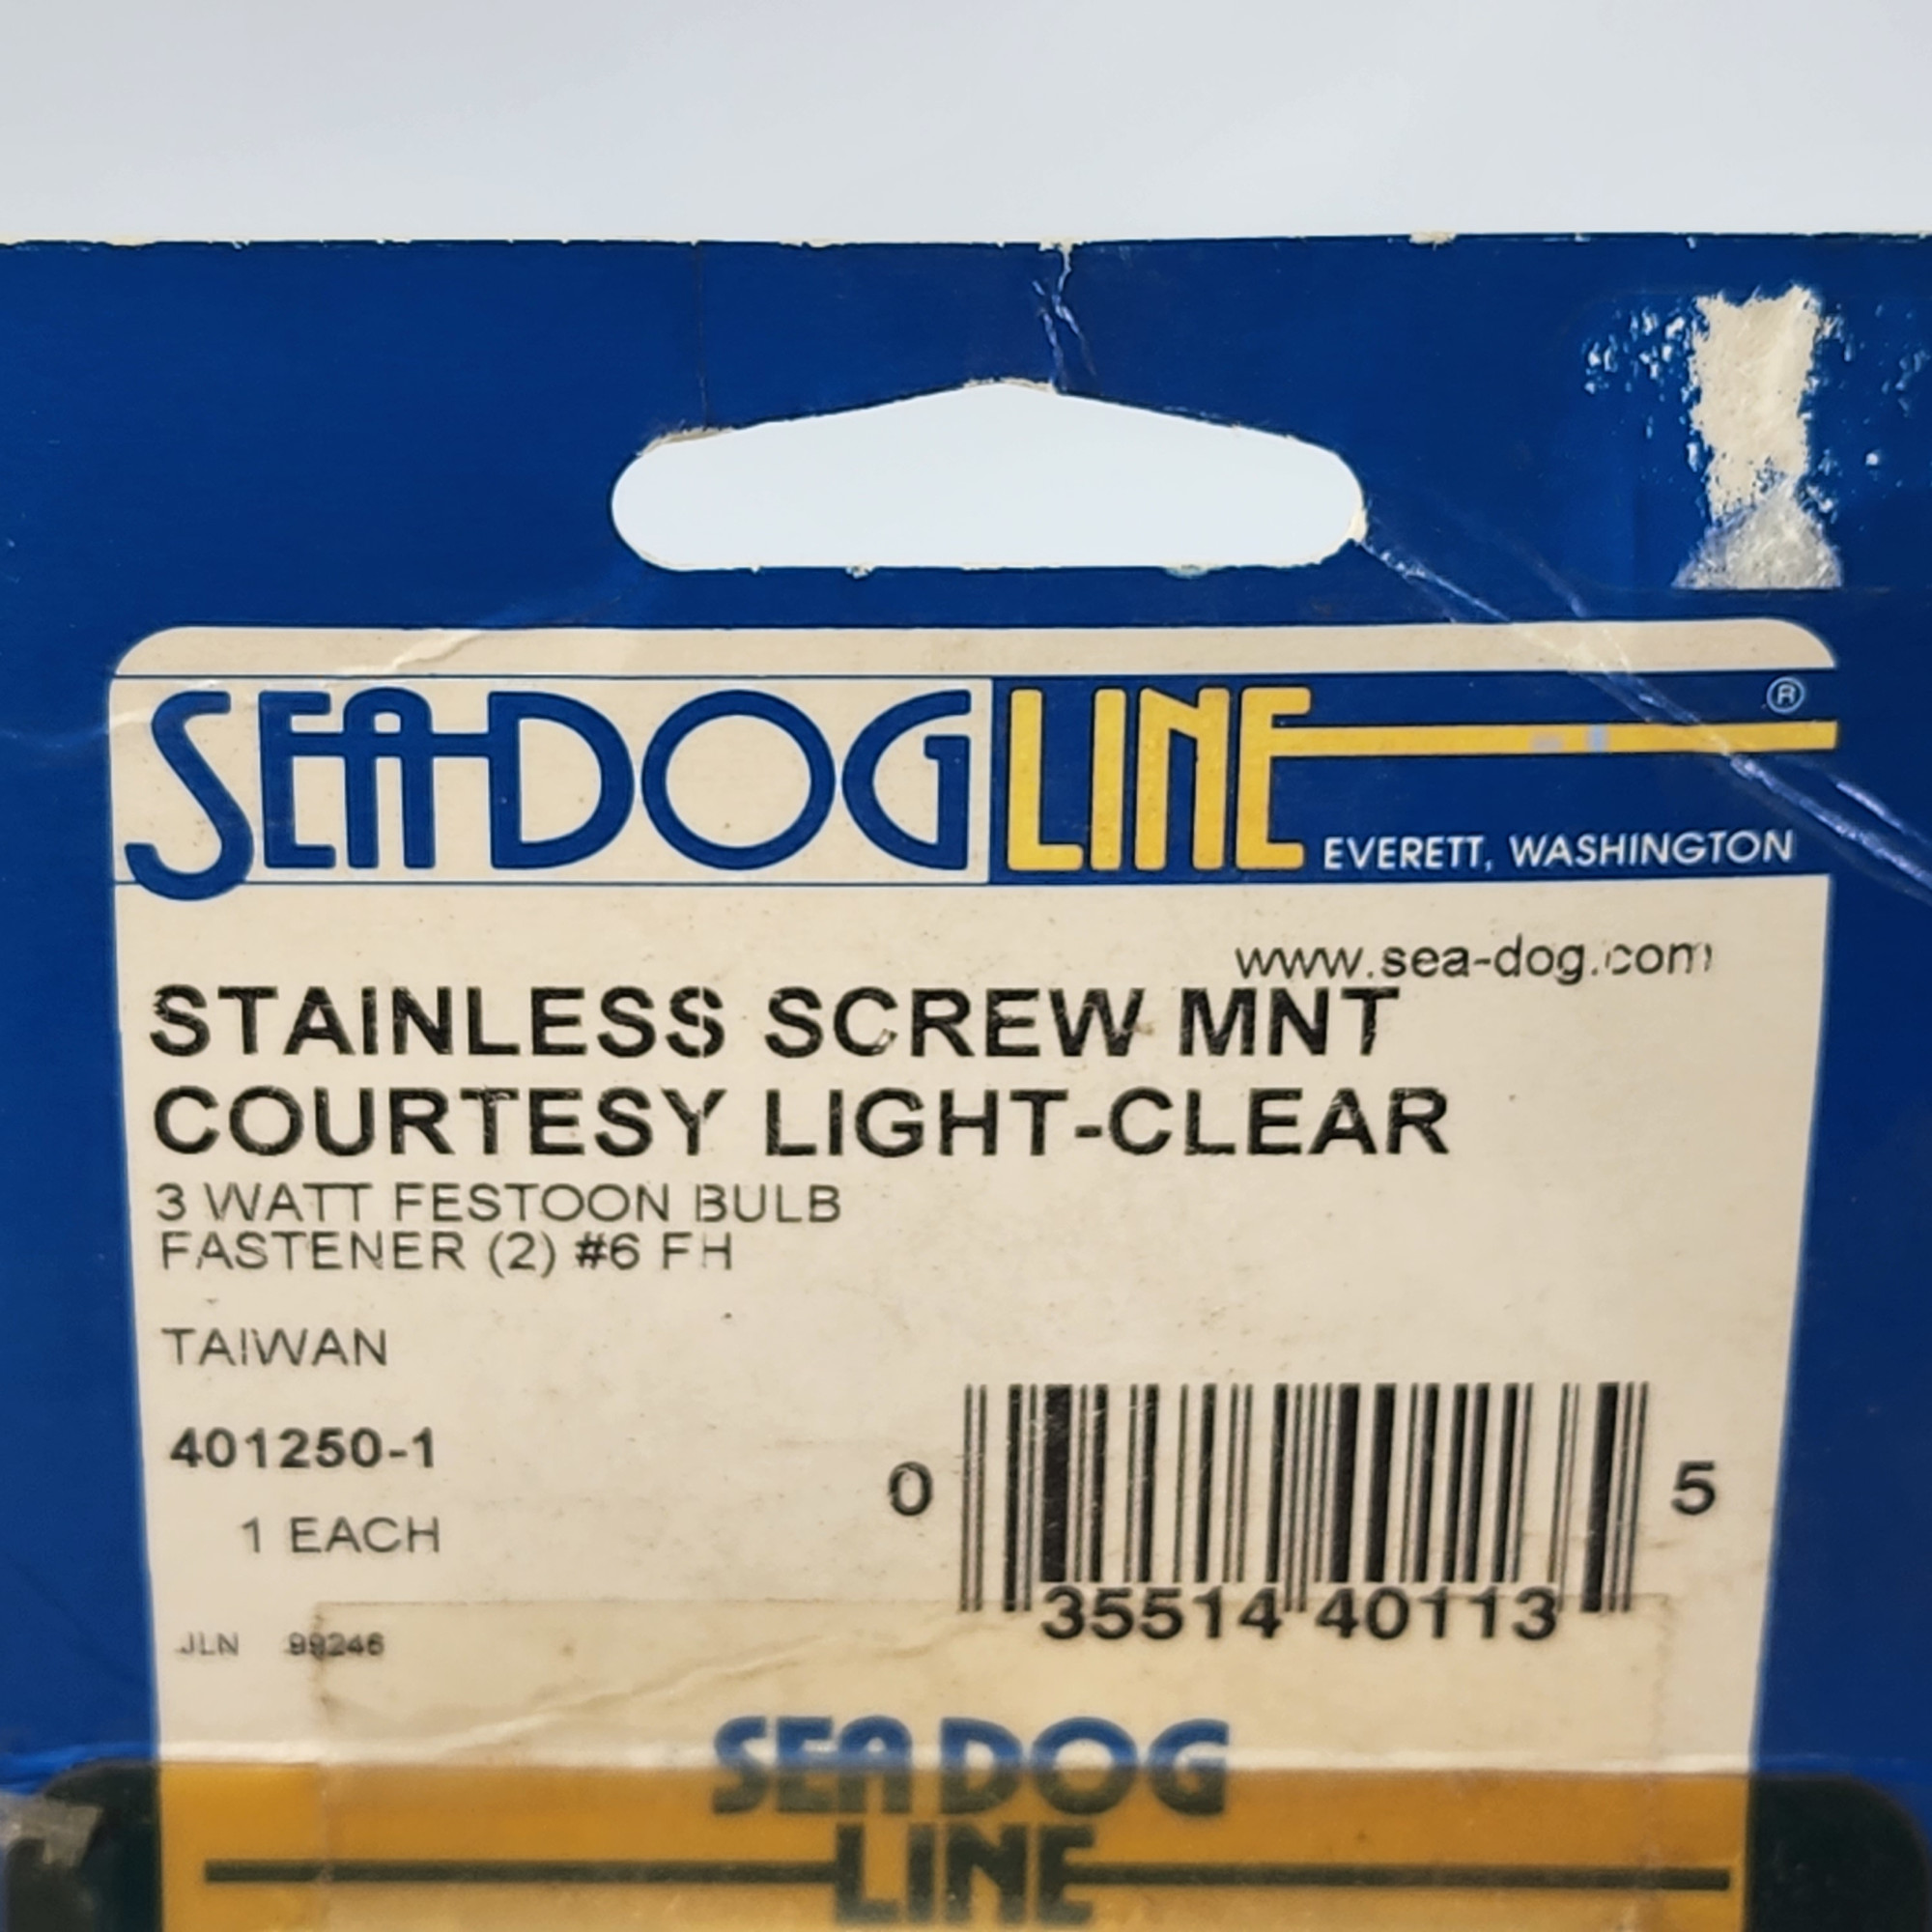 SEA-DOG LINE ®
EVERETT, WASHINGTON
www.sea-dog.com
STAINLESS SCREW MNT
COURTESY LIGHT-CLEAR
3 WATT FESTOON BULB
FASTENER (2) #6 FH
TAIWAN
401250-1
1 EACH
0 35514 40113 5
JLN 99246
SEA DOG
LINE